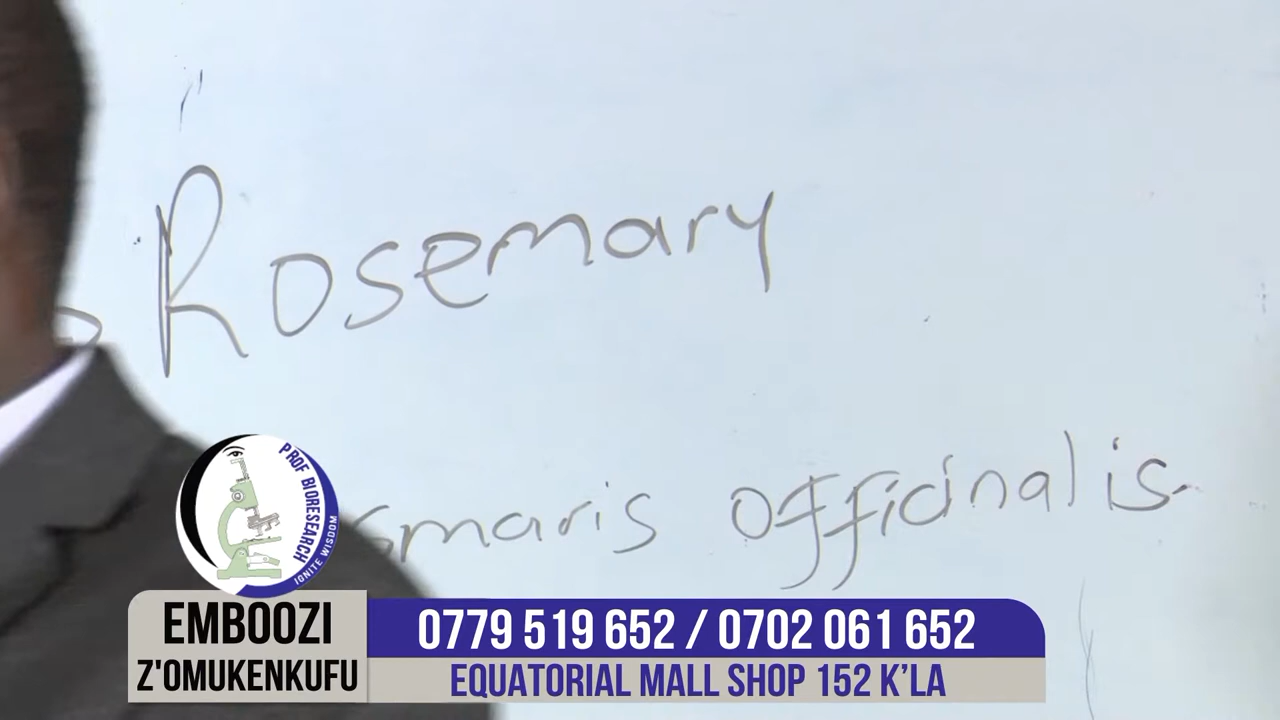 Rosemary
smaris officinalis
PROF BIORESEARCH
IGNITE WISDOM
EMBOOZI
Z'OMUKENKUFU
0779 519 652 / 0702 061 652
EQUATORIAL MALL SHOP 152 K'LA